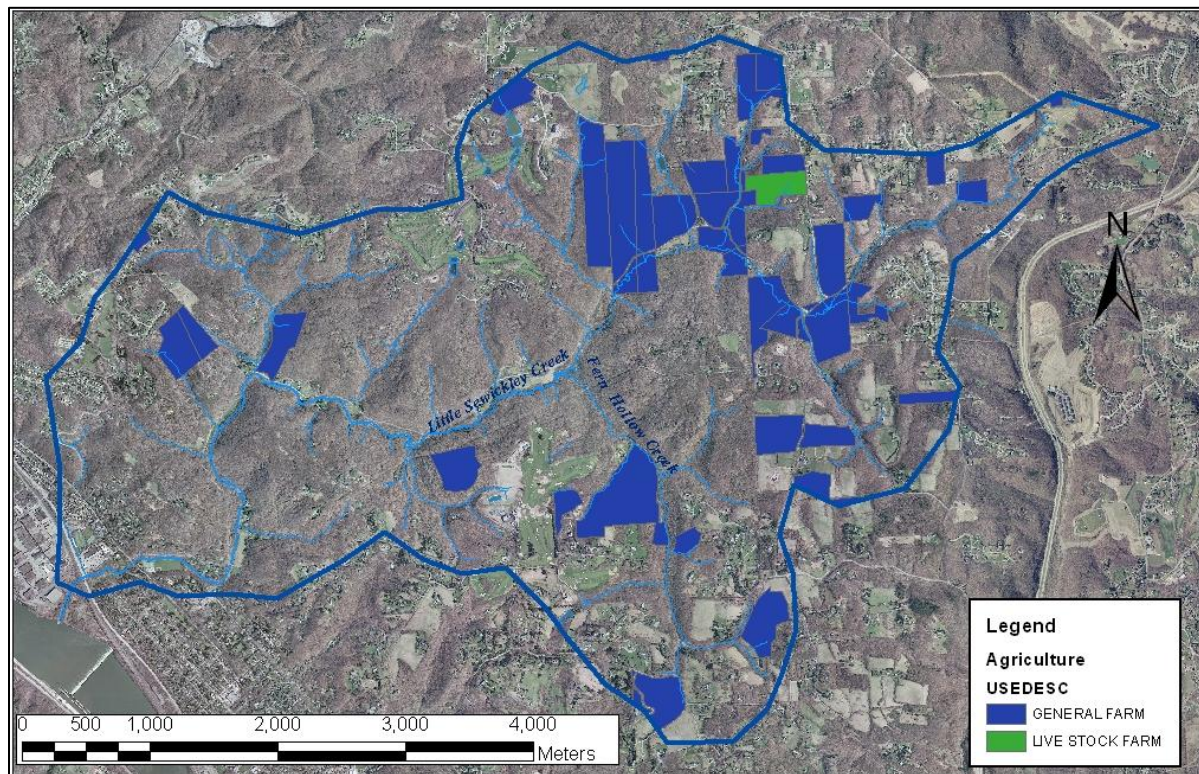 N
Little Sewickley Creek
Fern Hollow Creek
Legend
Agriculture
USEDESC
GENERAL FARM
LIVE STOCK FARM
0 500 1,000 2,000 3,000 4,000
Meters